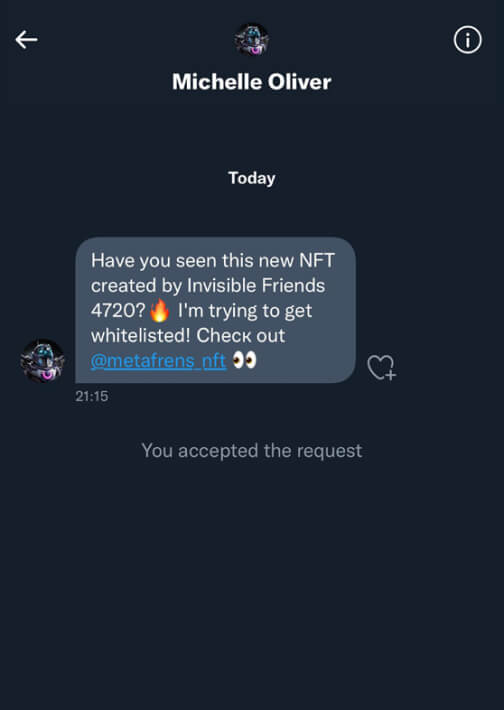 Michelle Oliver
Today
Have you seen this new NFT
created by Invisible Friends
4720?🔥 I'm trying to get
whitelisted! Check out
@metafrens_nft 👀
21:15
You accepted the request